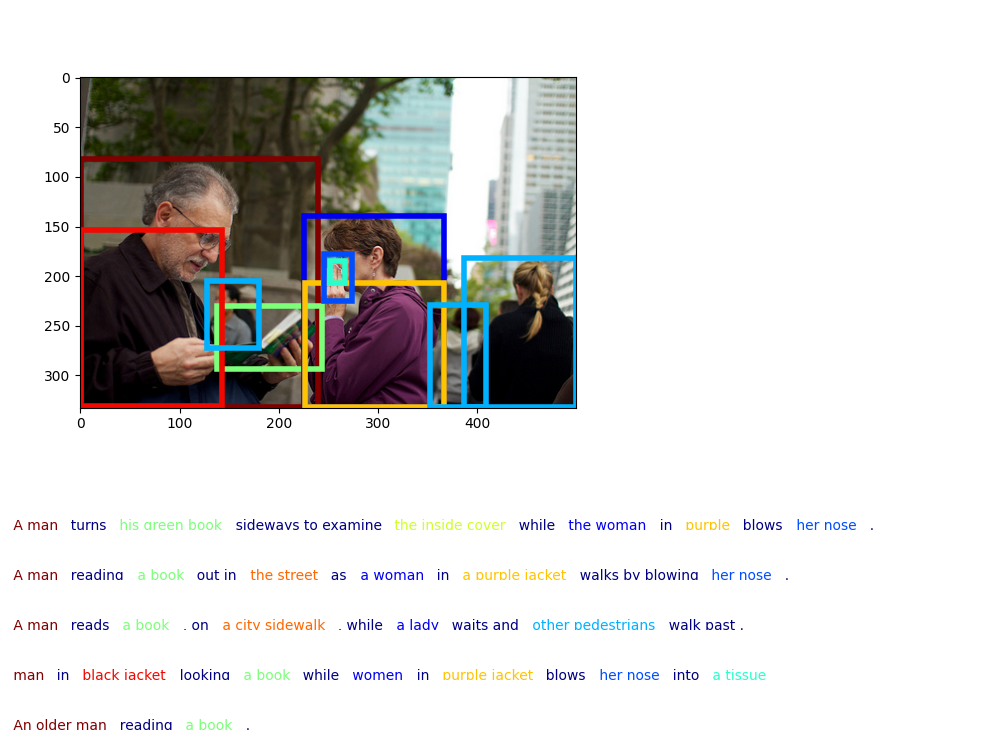 0
50
100
150
200
250
300
0 100 200 300 400
A man turns his green book sideways to examine the inside cover while the woman in purple blows her nose .
A man reading a book out in the street as a woman in a purple jacket walks by blowing her nose .
A man reads a book . on a city sidewalk . while a lady waits and other pedestrians walk past .
man in black jacket looking a book while women in purple jacket blows her nose into a tissue
An older man reading a book .